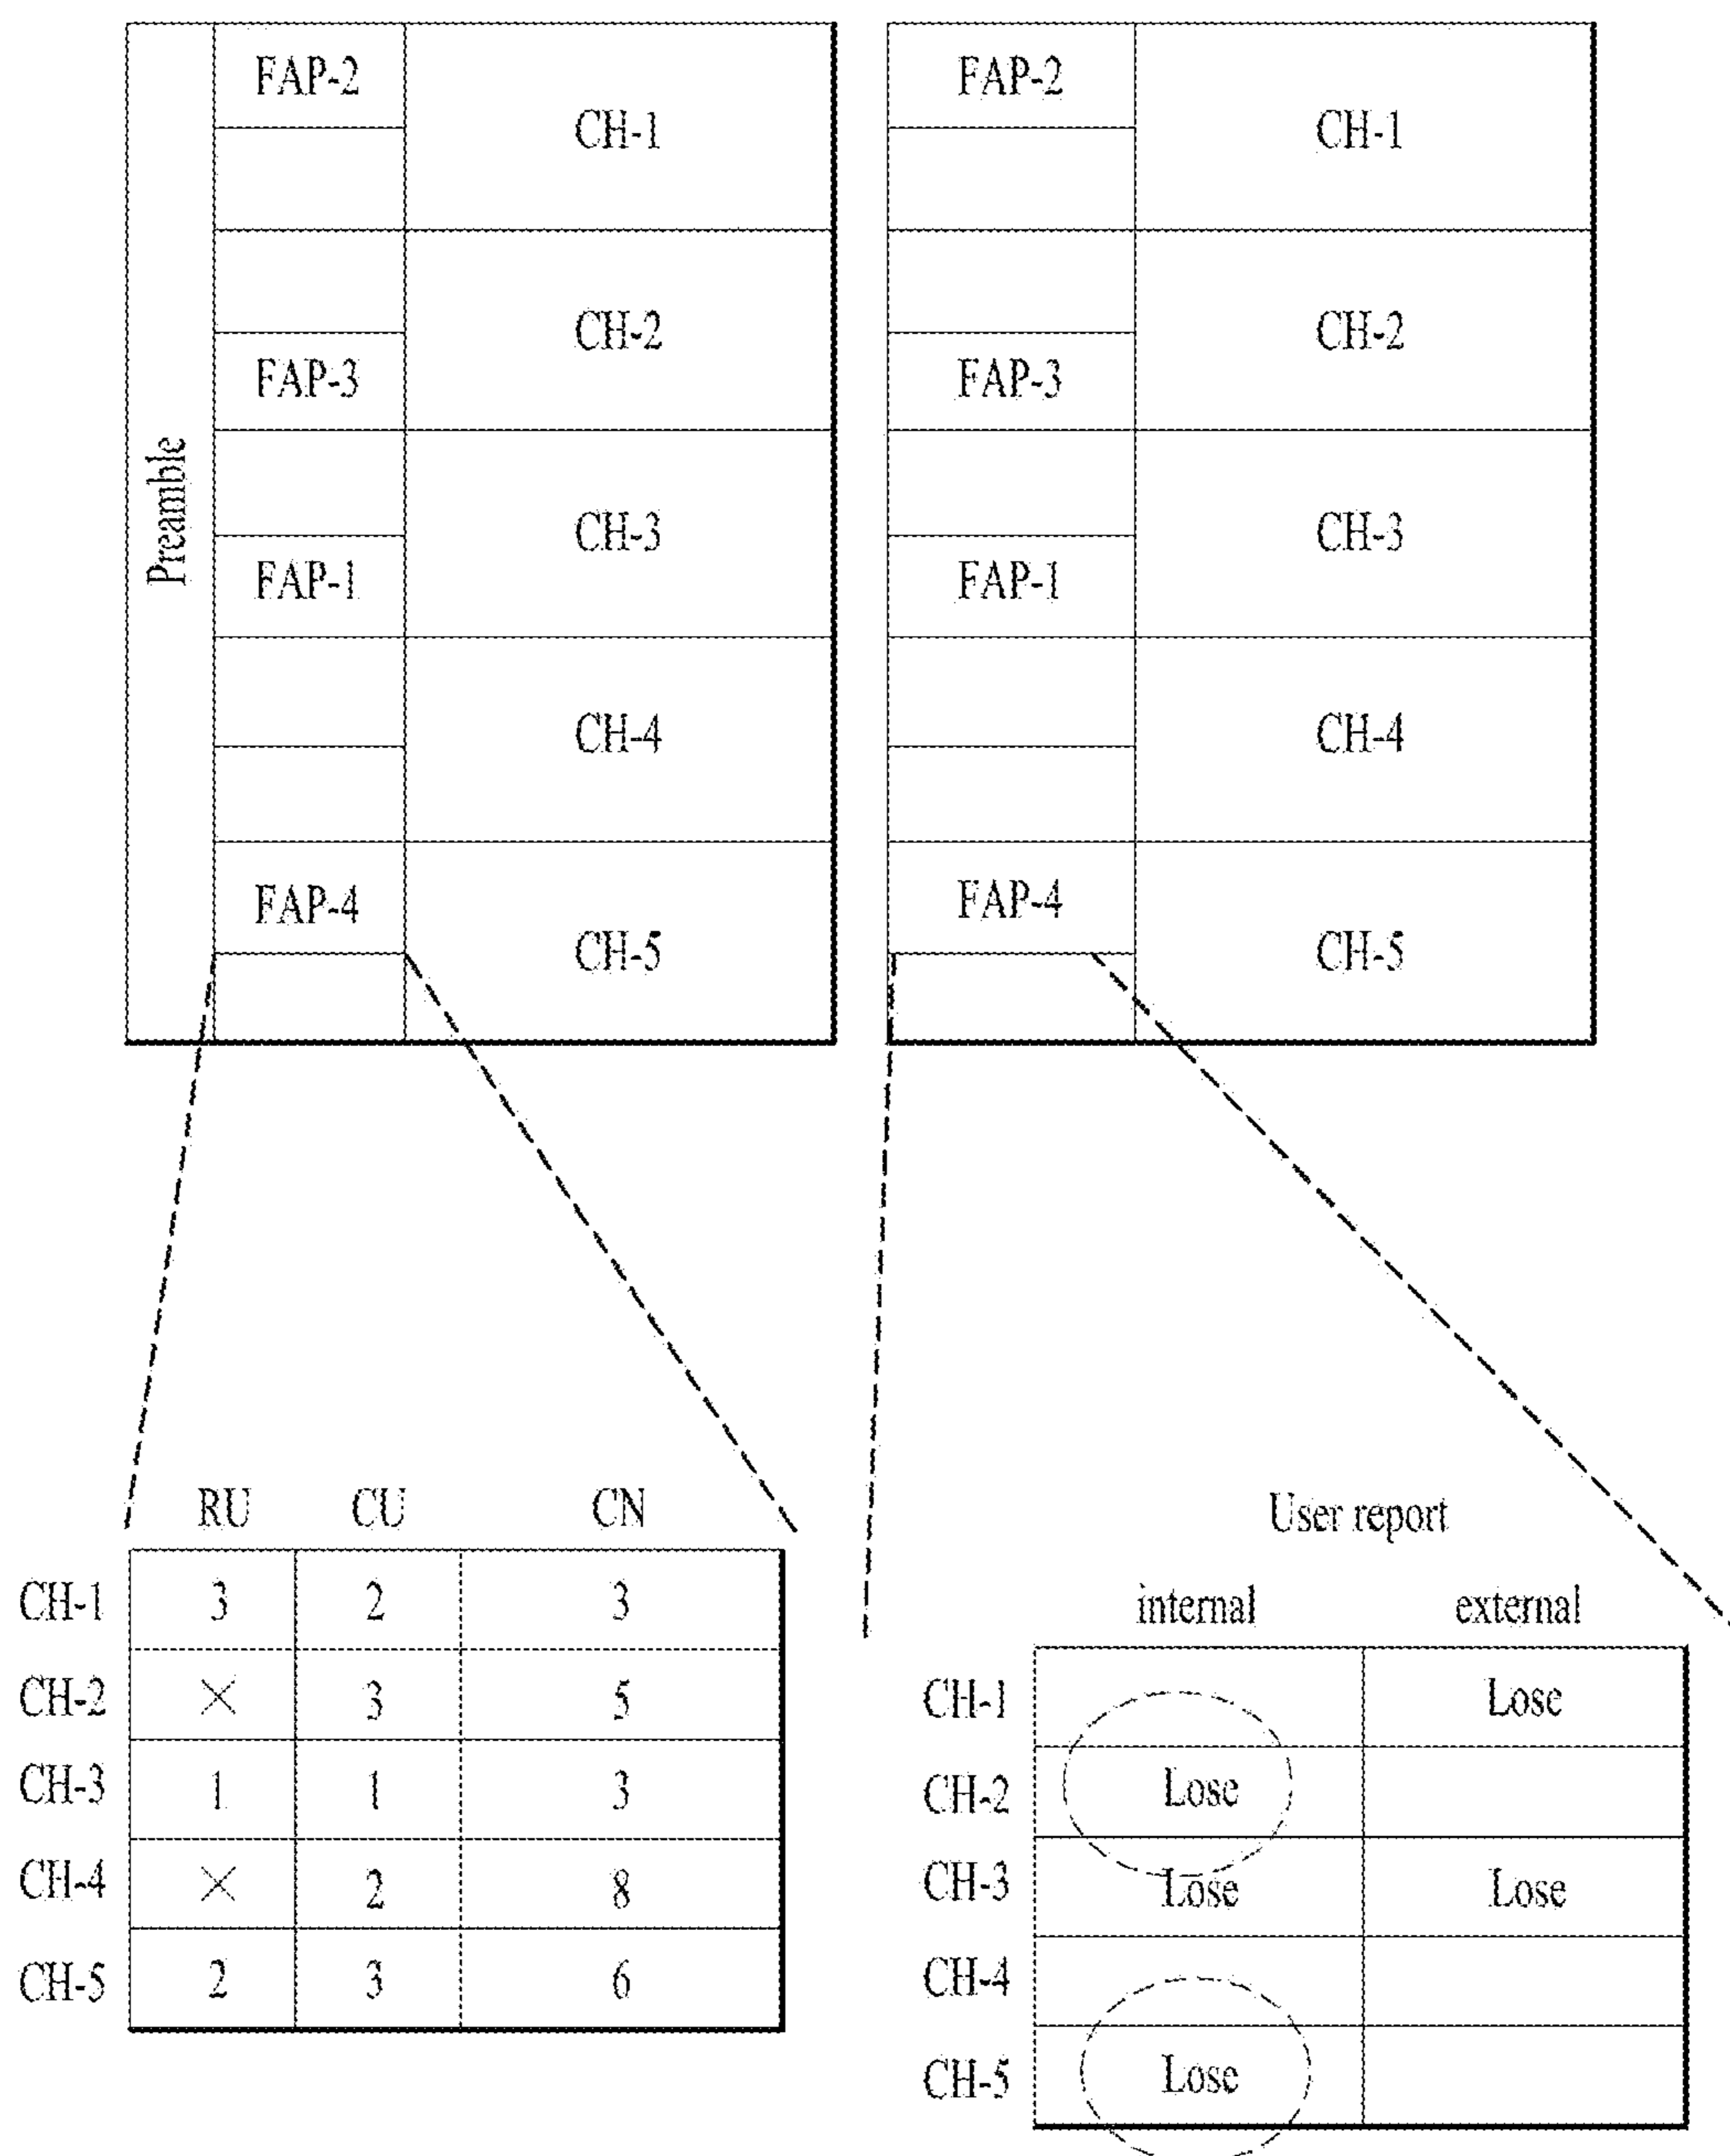 FAP-2
CH-1
CH-2
FAP-3
Preamble
CH-3
FAP-1
CH-4
FAP-4
CH-5
FAP-2
CH-1
CH-2
FAP-3
CH-3
FAP-1
CH-4
FAP-4
CH-5
RU CU CN
CH-1 3 2 3
CH-2 × 3 5
CH-3 1 1 3
CH-4 × 2 8
CH-5 2 3 6
User report
internal external
CH-1 Lose
CH-2 Lose
CH-3 Lose Lose
CH-4
CH-5 Lose